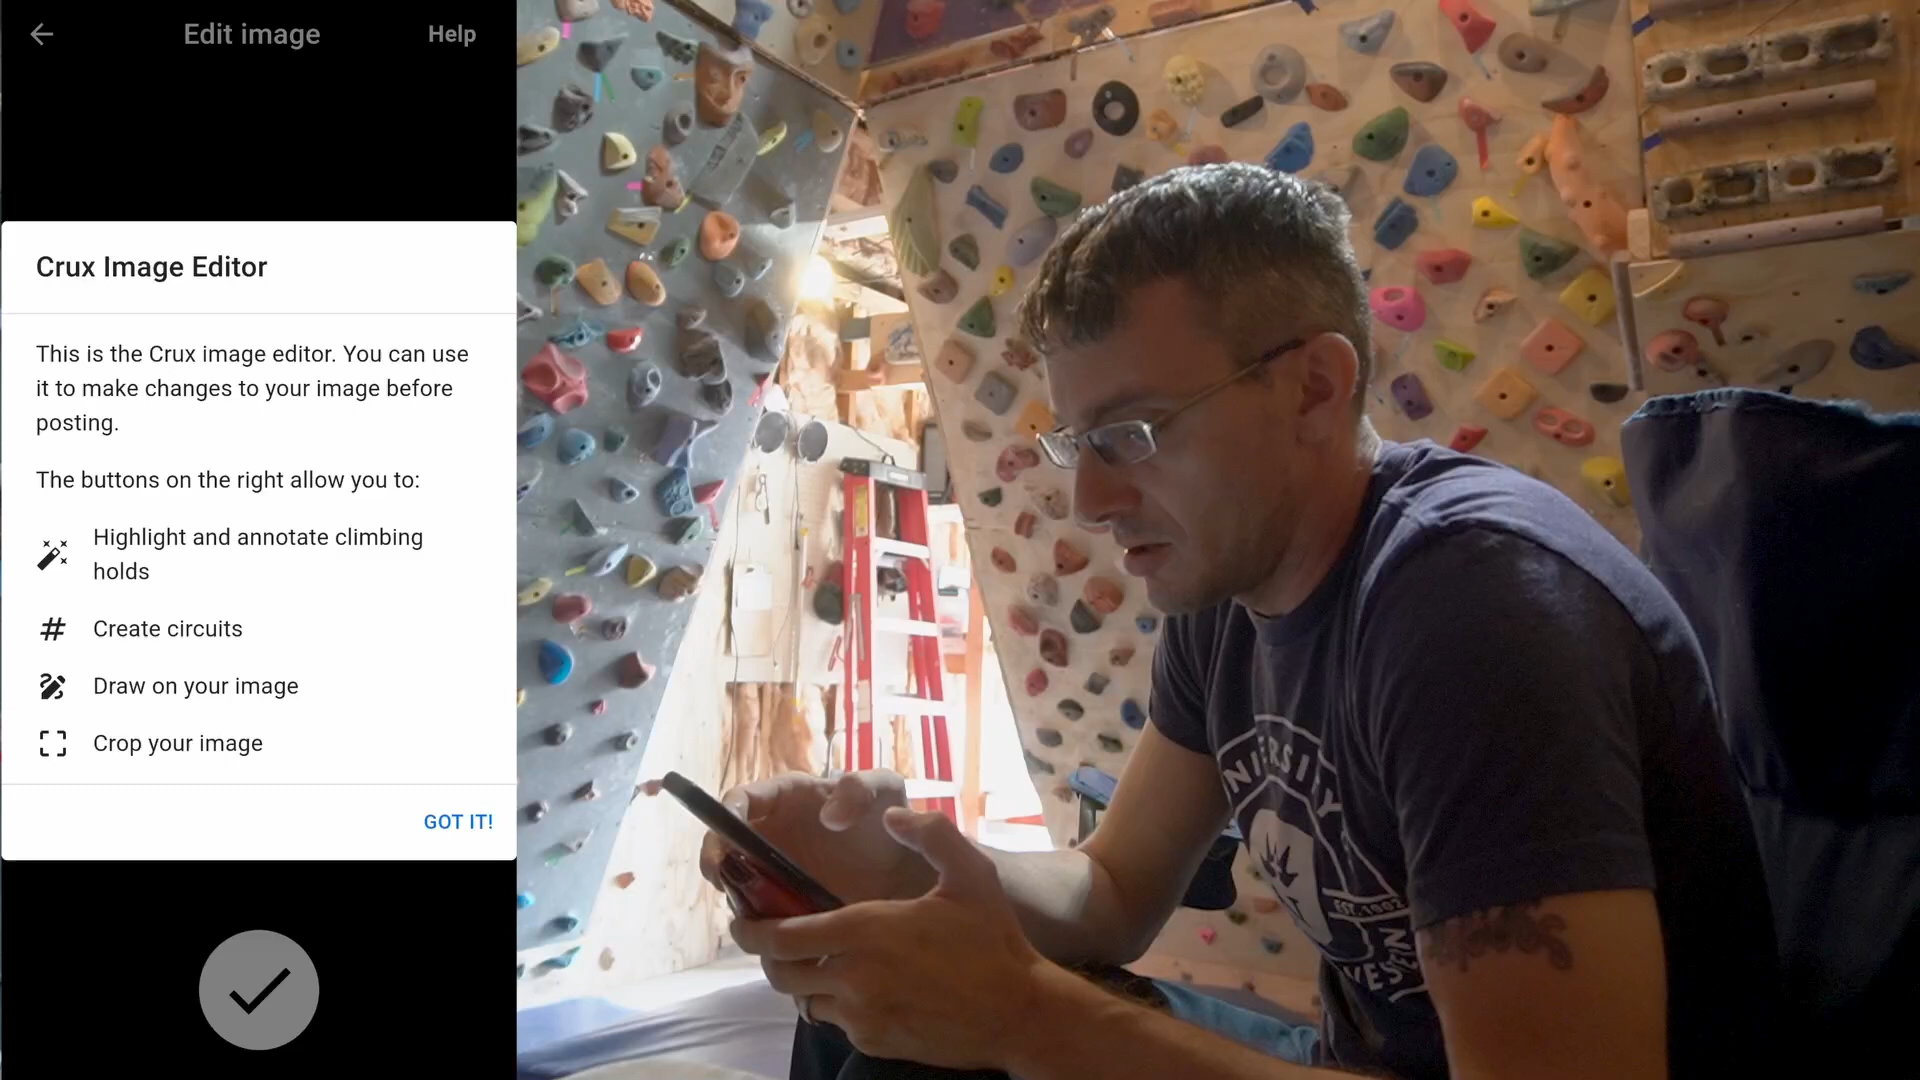 Edit image
Help
Crux Image Editor
This is the Crux image editor. You can use
it to make changes to your image before
posting.
The buttons on the right allow you to:
Highlight and annotate climbing
holds
Create circuits
Draw on your image
Crop your image
GOT IT!
EST. 1992